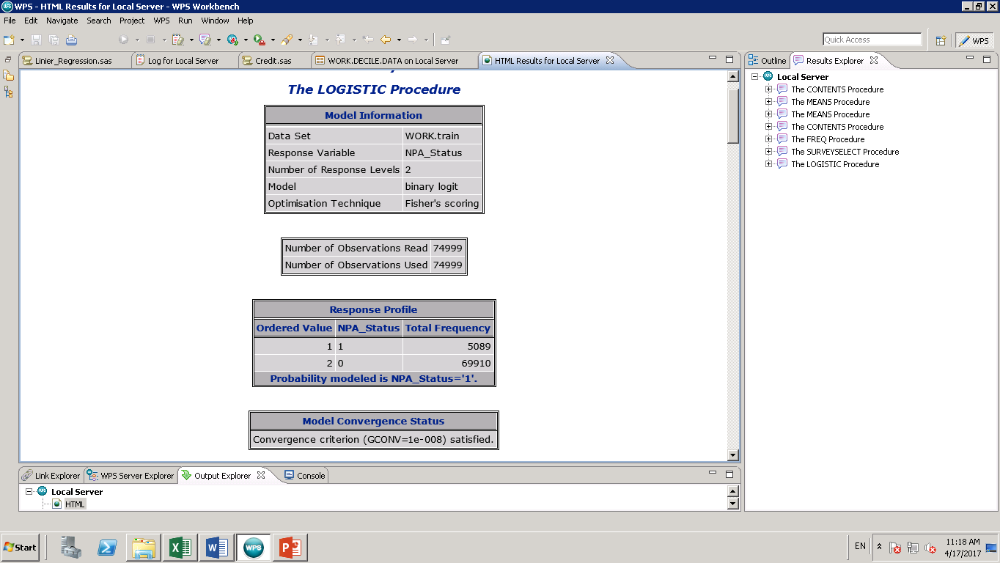 WPS - HTML Results for Local Server - WPS Workbench
File Edit Navigate Search Project WPS Run Window Help
Quick Access
WPS
Linier_Regression.sas Log for Local Server Credit.sas WORK.DECILE.DATA on Local Server HTML Results for Local Server
Outline Results Explorer
The LOGISTIC Procedure
Model Information
Data Set WORK.train
Response Variable NPA_Status
Number of Response Levels 2
Model binary logit
Optimisation Technique Fisher's scoring
Number of Observations Read 74999
Number of Observations Used 74999
Response Profile
Ordered Value NPA_Status Total Frequency
1 1 5089
2 0 69910
Probability modeled is NPA_Status='1'.
Model Convergence Status
Convergence criterion (GCONV=1e-008) satisfied.
Local Server
The CONTENTS Procedure
The MEANS Procedure
The MEANS Procedure
The CONTENTS Procedure
The FREQ Procedure
The SURVEYSELECT Procedure
The LOGISTIC Procedure
Link Explorer WPS Server Explorer Output Explorer Console
Local Server
HTML
Start
WPS
EN
11:18 AM
4/17/2017